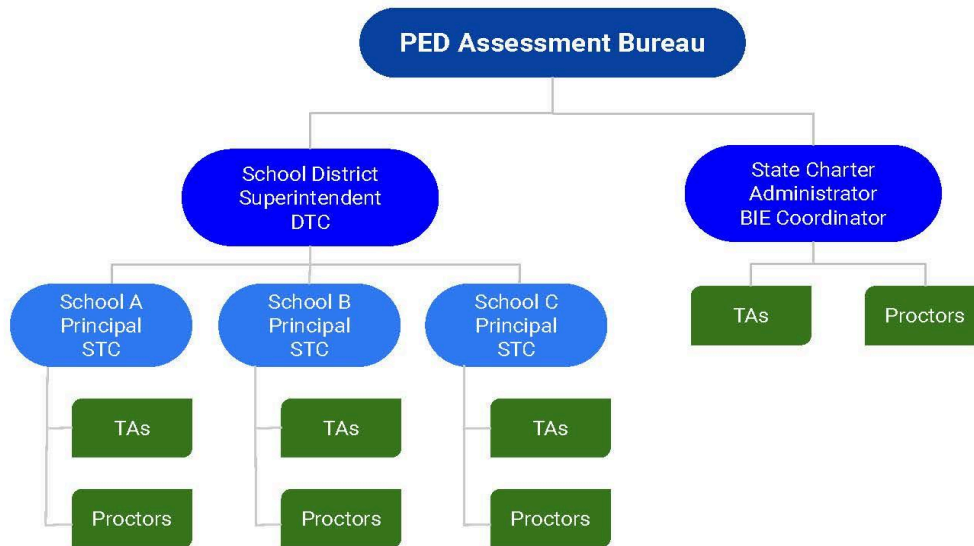 PED Assessment Bureau
School District
Superintendent
DTC
State Charter
Administrator
BIE Coordinator
School A
Principal
STC
School B
Principal
STC
School C
Principal
STC
TAs
Proctors
TAs
TAs
TAs
Proctors
Proctors
Proctors